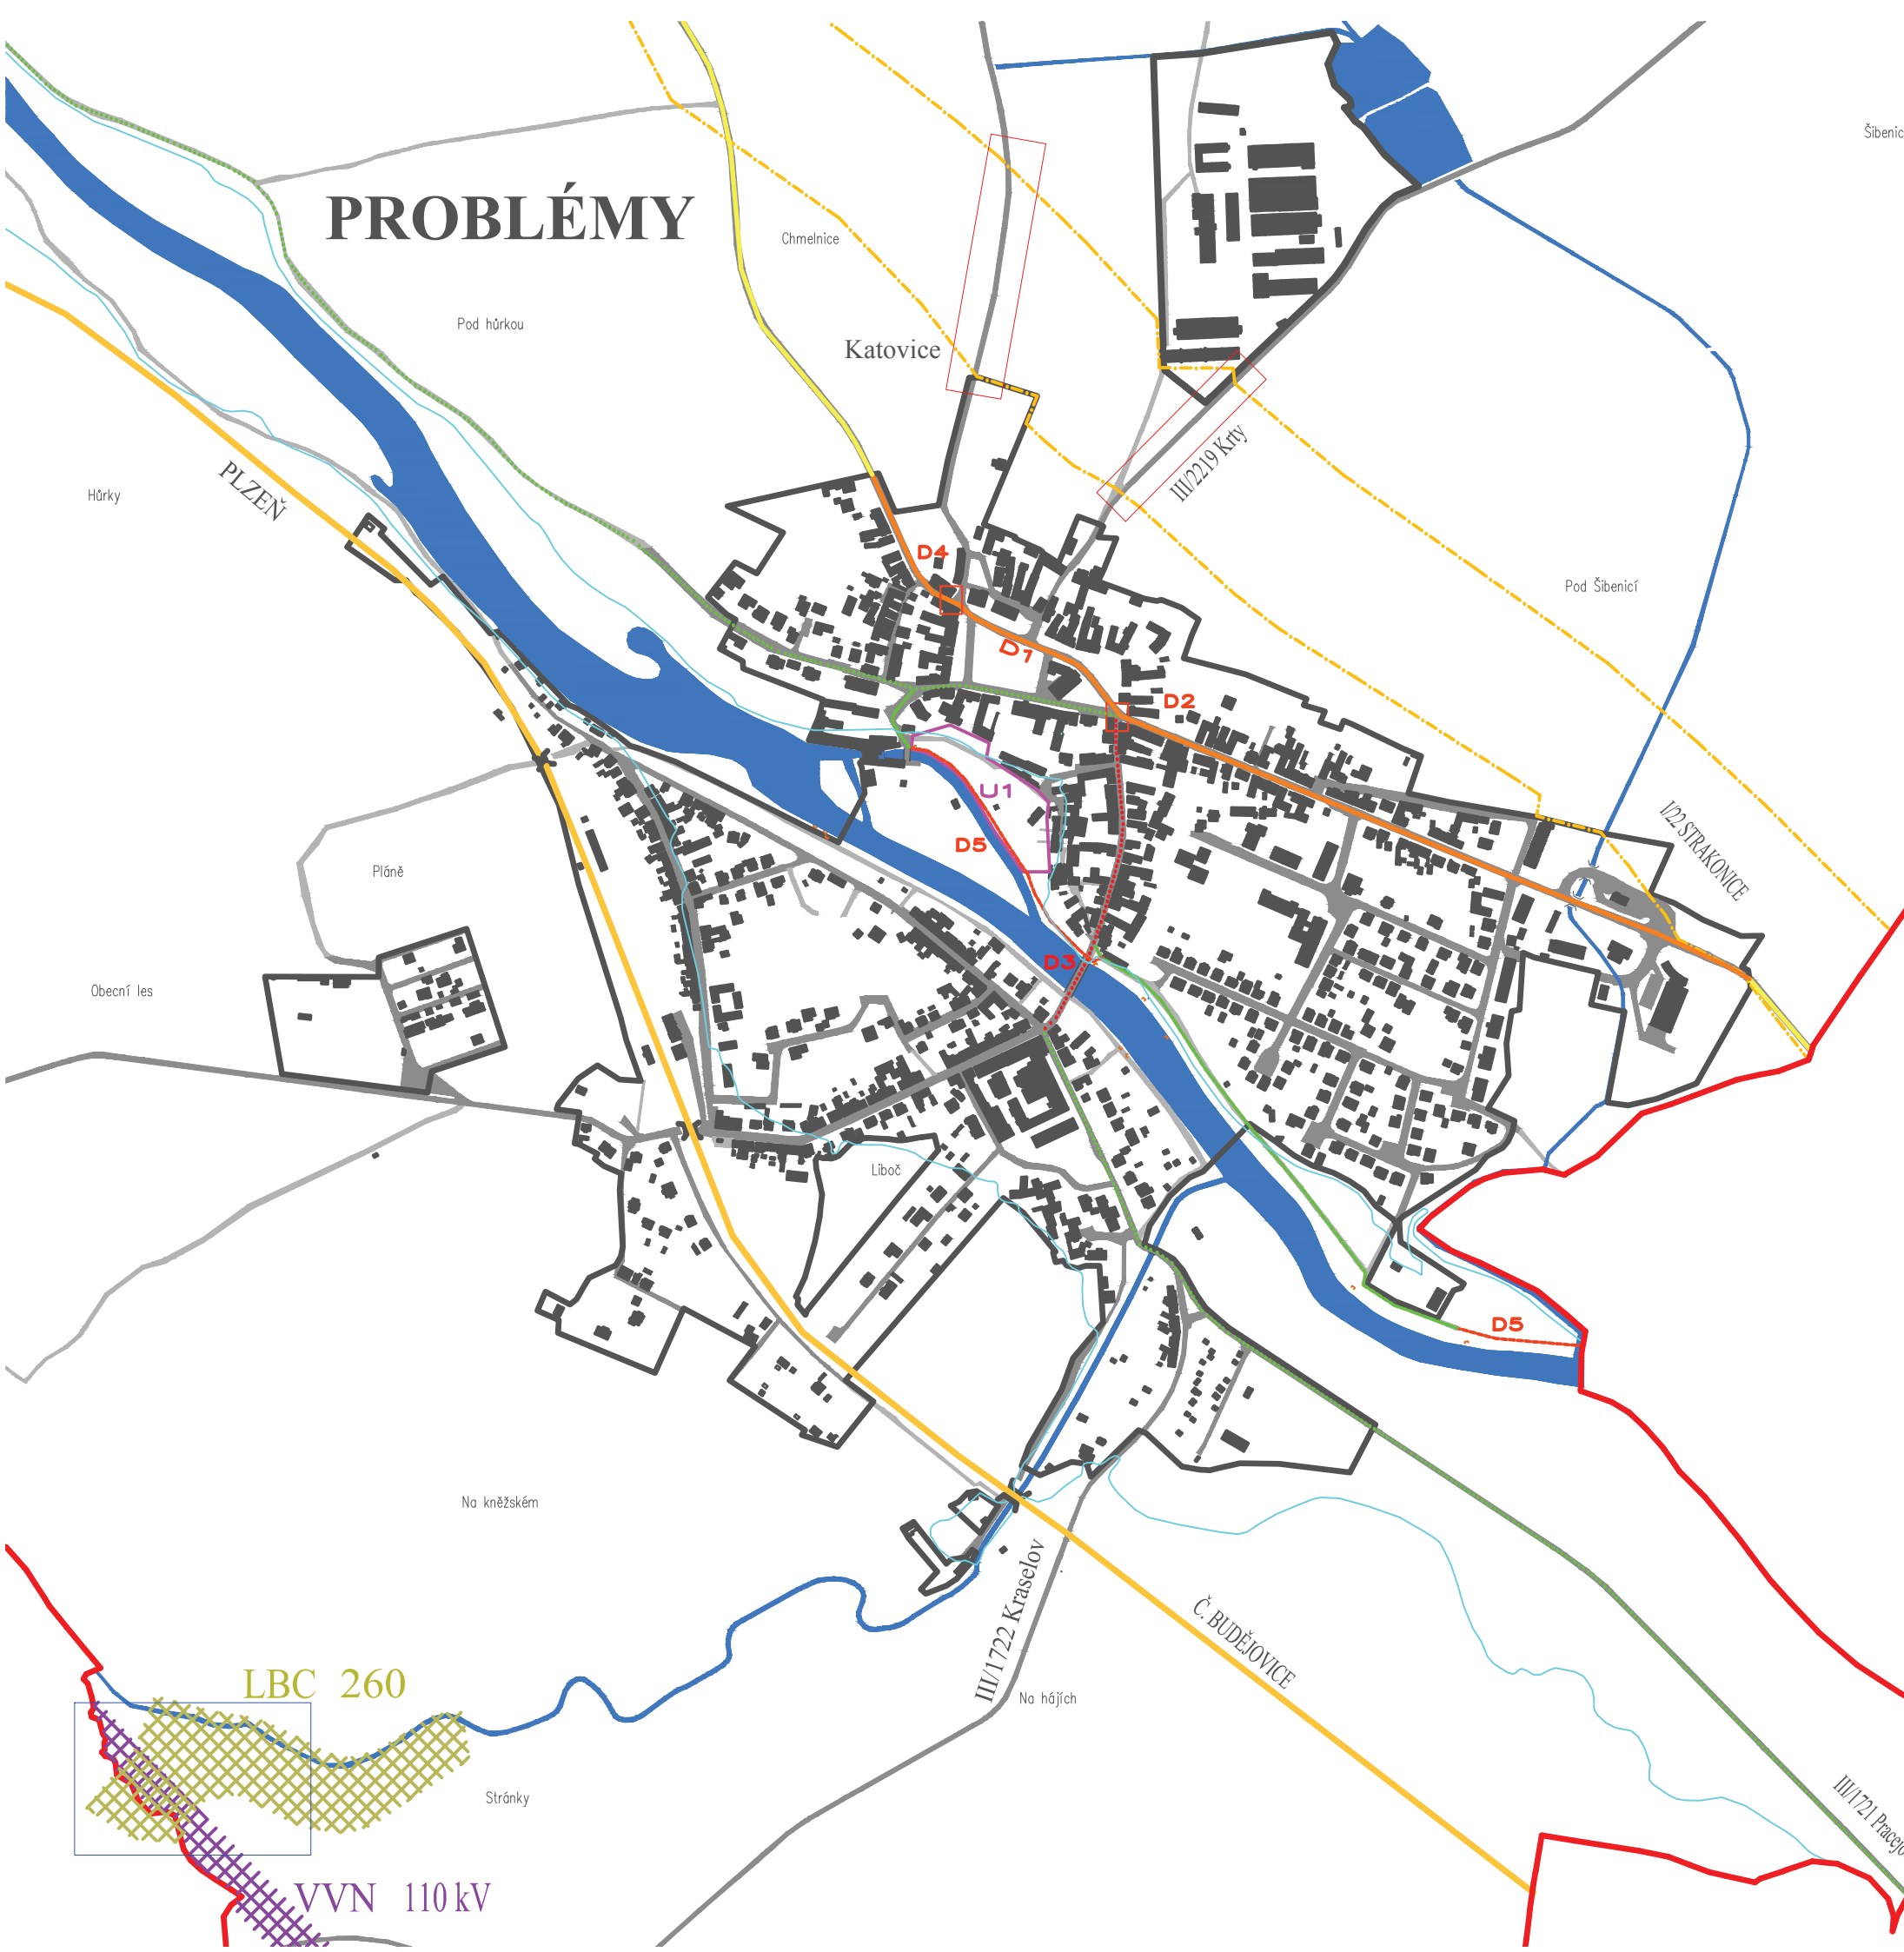 Šibenic
PROBLÉMY
Chmelnice
Pod hůrkou
Katovice
III/2219 Krty
PLZEŇ
Hůrky
D4
Pod Šibenicí
D1
D2
U1
I/22 STRAKONICE
D5
Pláně
D3
Obecní les
Liboč
D5
Na kněžském
III/1722 Kraselov
Č. BUDĚJOVICE
LBC 260
Na hájích
Stránky
III/1721 Pracejo
VVN 110 kV